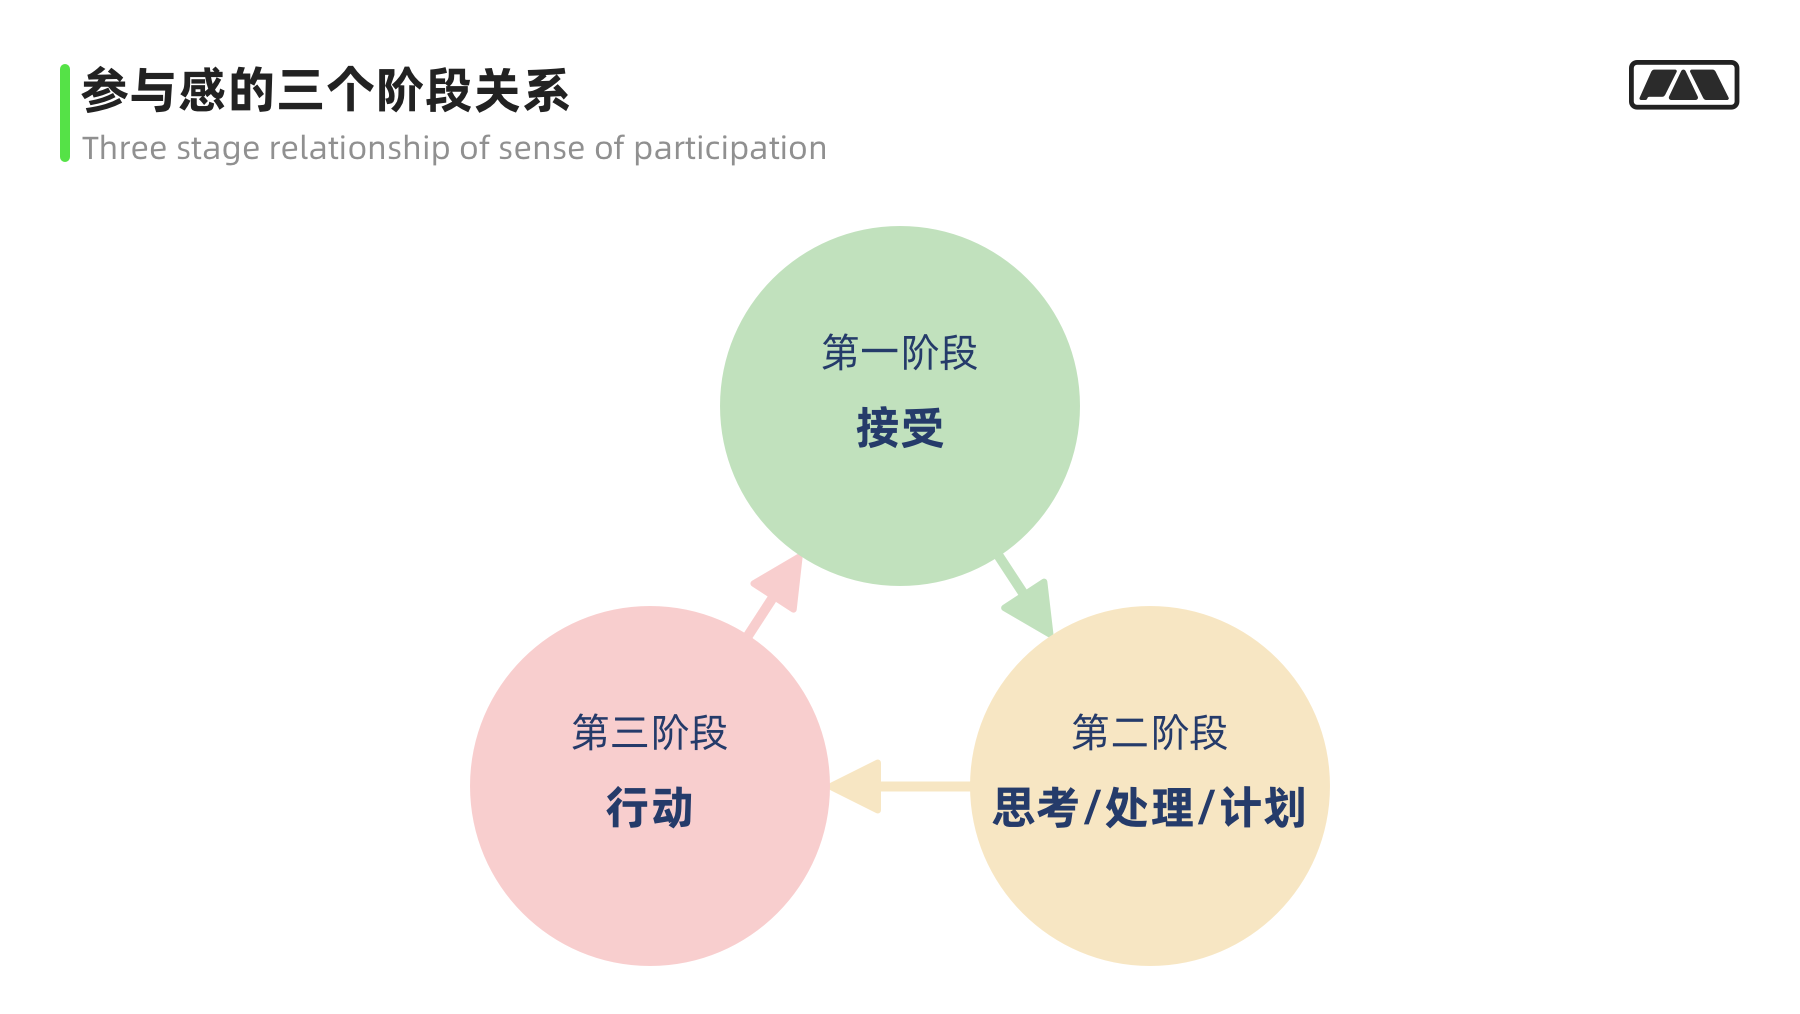 参与感的三个阶段关系
Three stage relationship of sense of participation
第一阶段
接受
第三阶段
行动
第二阶段
思考/处理/计划